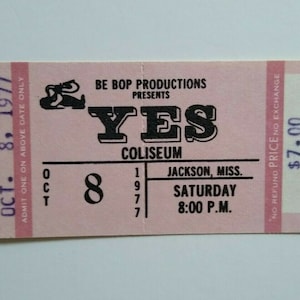 OCT. 8, 1977
ADMIT ONE ON ABOVE DATE ONLY
BE BOP PRODUCTIONS
PRESENTS
YES
COLISEUM
OCT
8
1977
JACKSON, MISS.
SATURDAY
8:00 P.M.
NO REFUND PRICE NO EXCHANGE
$7.00